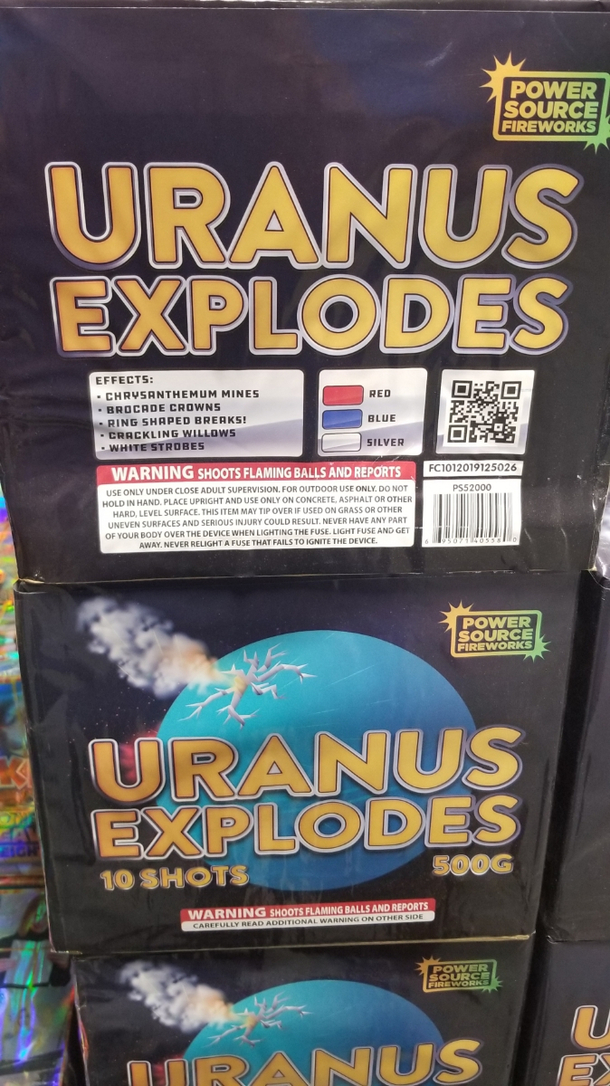 POWER
SOURCE
FIREWORKS
URANUS
EXPLODES
EFFECTS:
• CHRYSANTHEMUM MINES
• BROCADE CROWNS
• RING SHAPED BREAKS!
• CRACKLING WILLOWS
• WHITE STROBES
RED
BLUE
SILVER
FC1012019125026
PS52000
WARNING SHOOTS FLAMING BALLS AND REPORTS
USE ONLY UNDER CLOSE ADULT SUPERVISION. FOR OUTDOOR USE ONLY. DO NOT
HOLD IN HAND. PLACE UPRIGHT AND USE ONLY ON CONCRETE, ASPHALT OR OTHER
HARD, LEVEL SURFACE. THIS ITEM MAY TIP OVER IF USED ON GRASS OR OTHER
UNEVEN SURFACES AND SERIOUS INJURY COULD RESULT. NEVER HAVE ANY PART
OF YOUR BODY OVER THE DEVICE WHEN LIGHTING THE FUSE. LIGHT FUSE AND GET
AWAY. NEVER RELIGHT A FUSE THAT FAILS TO IGNITE THE DEVICE.
POWER
SOURCE
FIREWORKS
URANUS
EXPLODES
10 SHOTS
500G
WARNING SHOOTS FLAMING BALLS AND REPORTS
CAREFULLY READ ADDITIONAL WARNING ON OTHER SIDE
POWER
SOURCE
FIREWORKS
URANUS